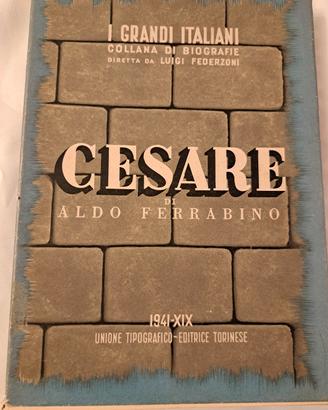 I GRANDI ITALIANI
COLLANA DI BIOGRAFIE
DIRETTA DA LUIGI FEDERZONI
CESARE
DI
ALDO FERRABINO
1941-XIX
UNIONE TIPOGRAFICO-EDITRICE TORINESE